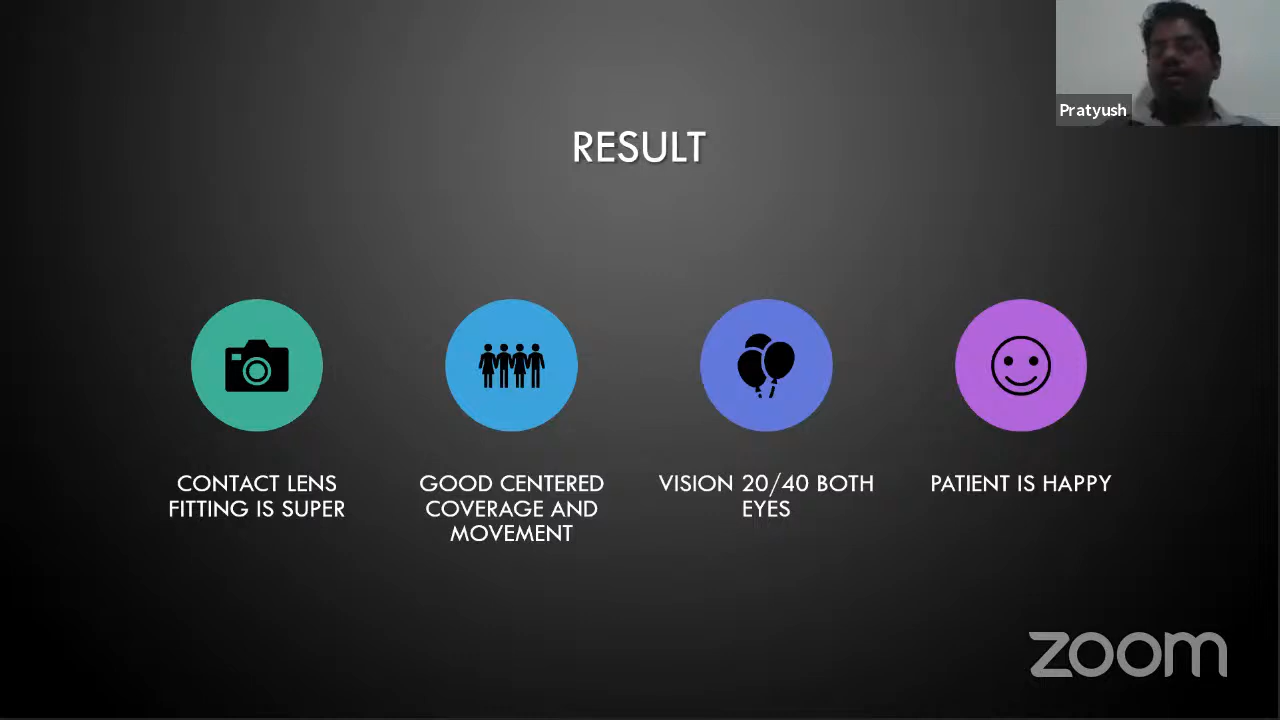 Pratyush
RESULT
CONTACT LENS
FITTING IS SUPER
GOOD CENTERED
COVERAGE AND
MOVEMENT
VISION 20/40 BOTH
EYES
PATIENT IS HAPPY
zoom